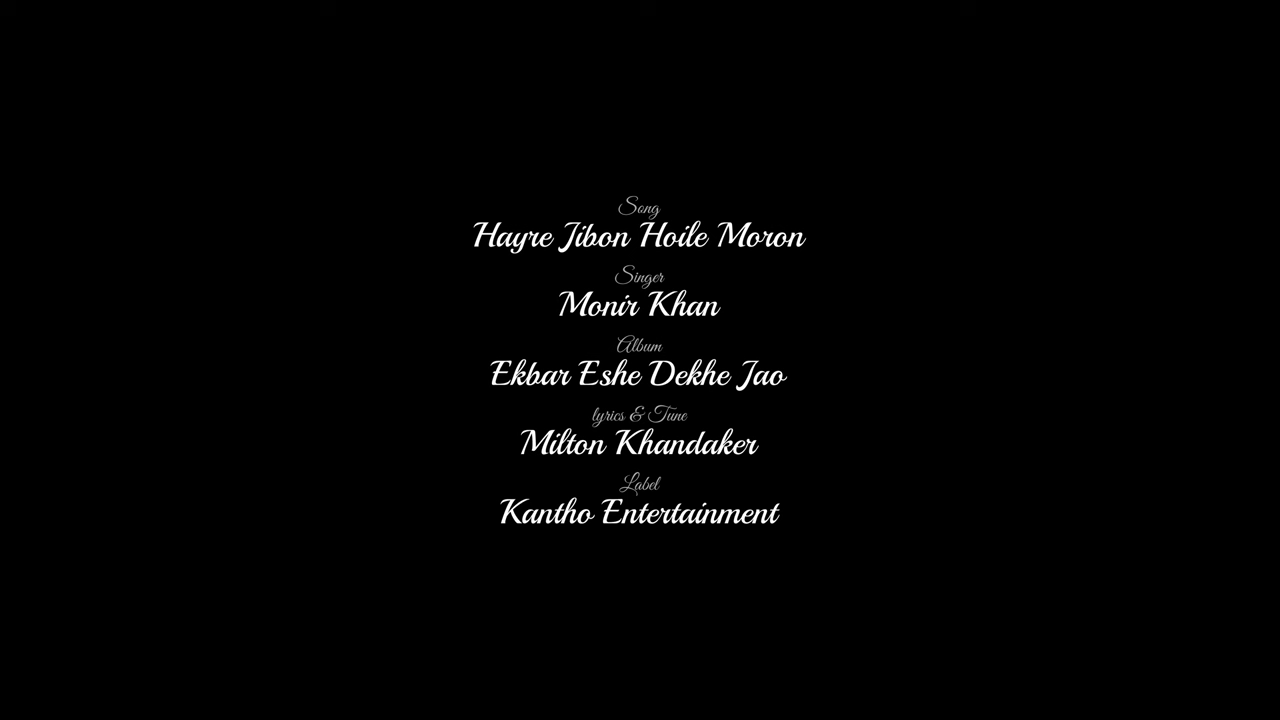 Song
Hayre Jibon Hoile Moron
Singer
Monir Khan
Album
Ekbar Eshe Dekhe Jao
lyrics & Tune
Milton Khandaker
Label
Kantho Entertainment